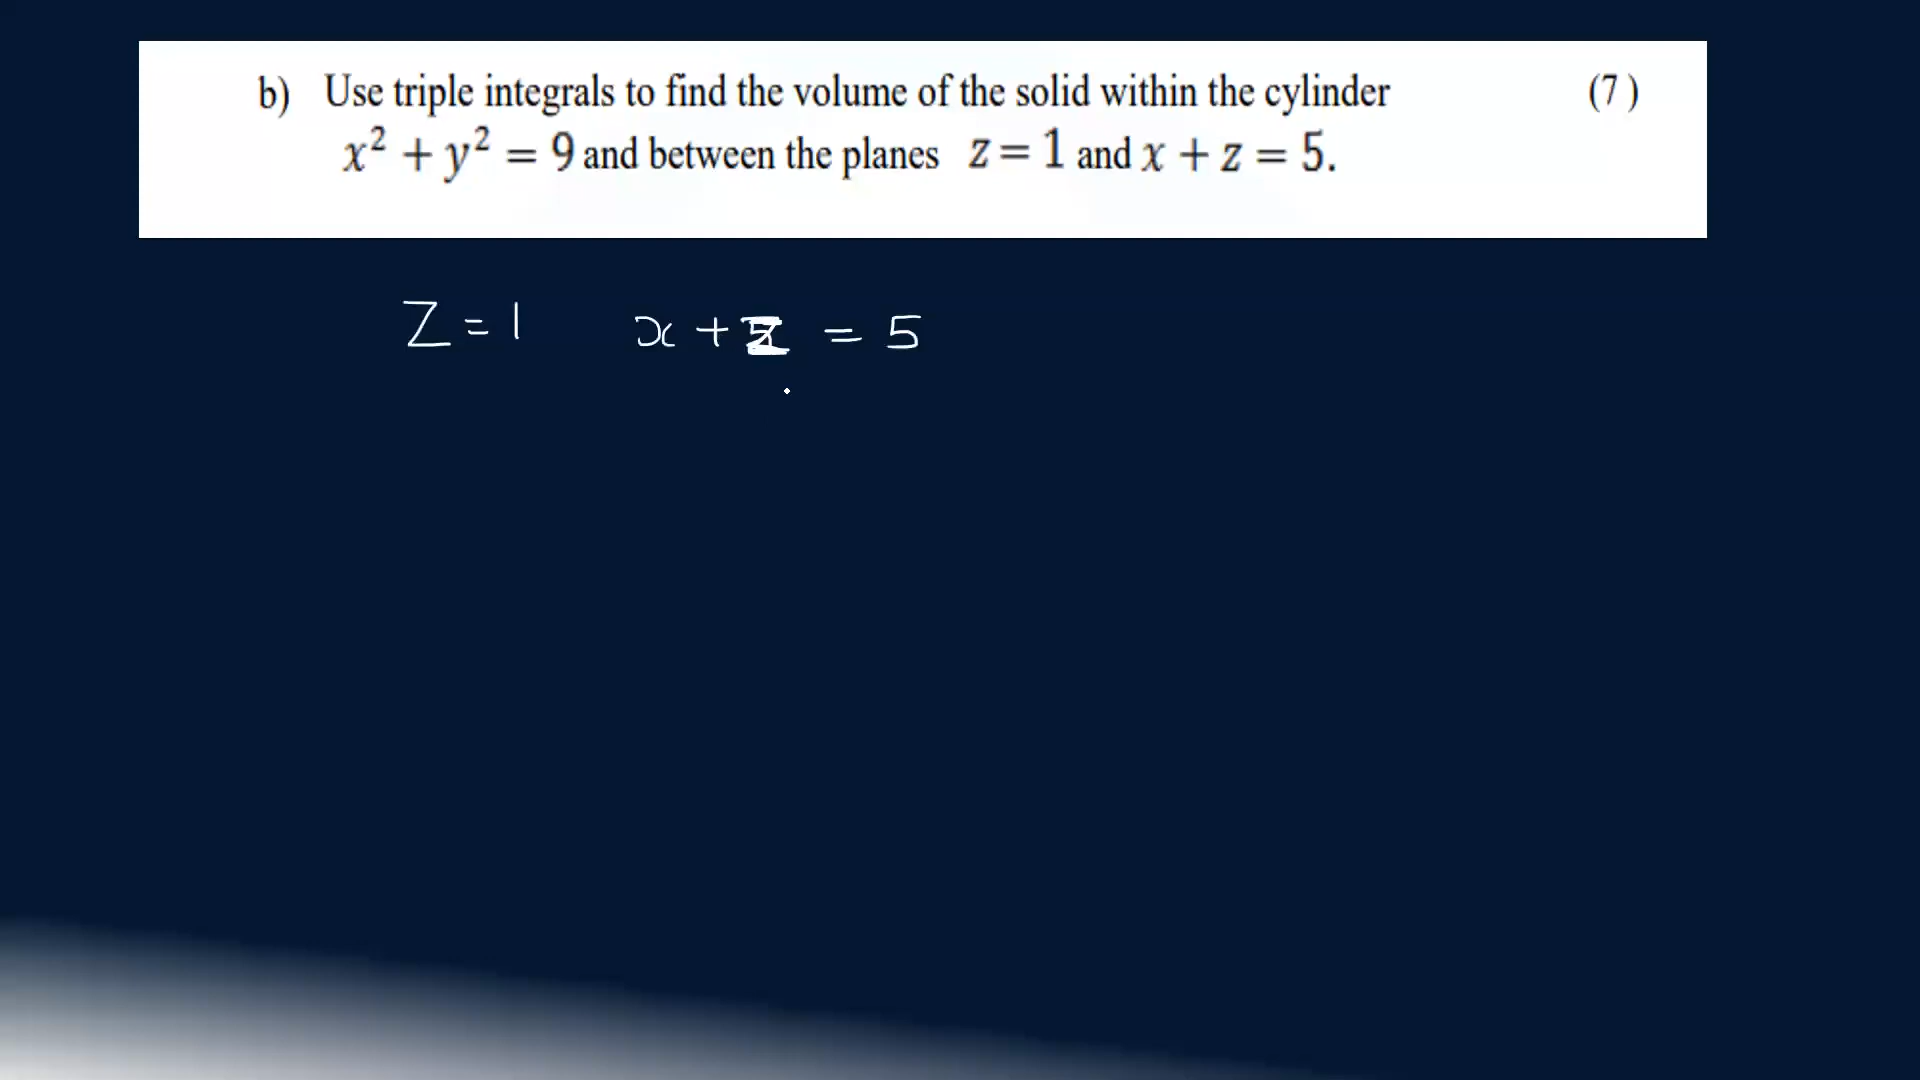 b) Use triple integrals to find the volume of the solid within the cylinder (7)
x² + y² = 9 and between the planes z = 1 and x + z = 5.
Z = 1 x + z = 5